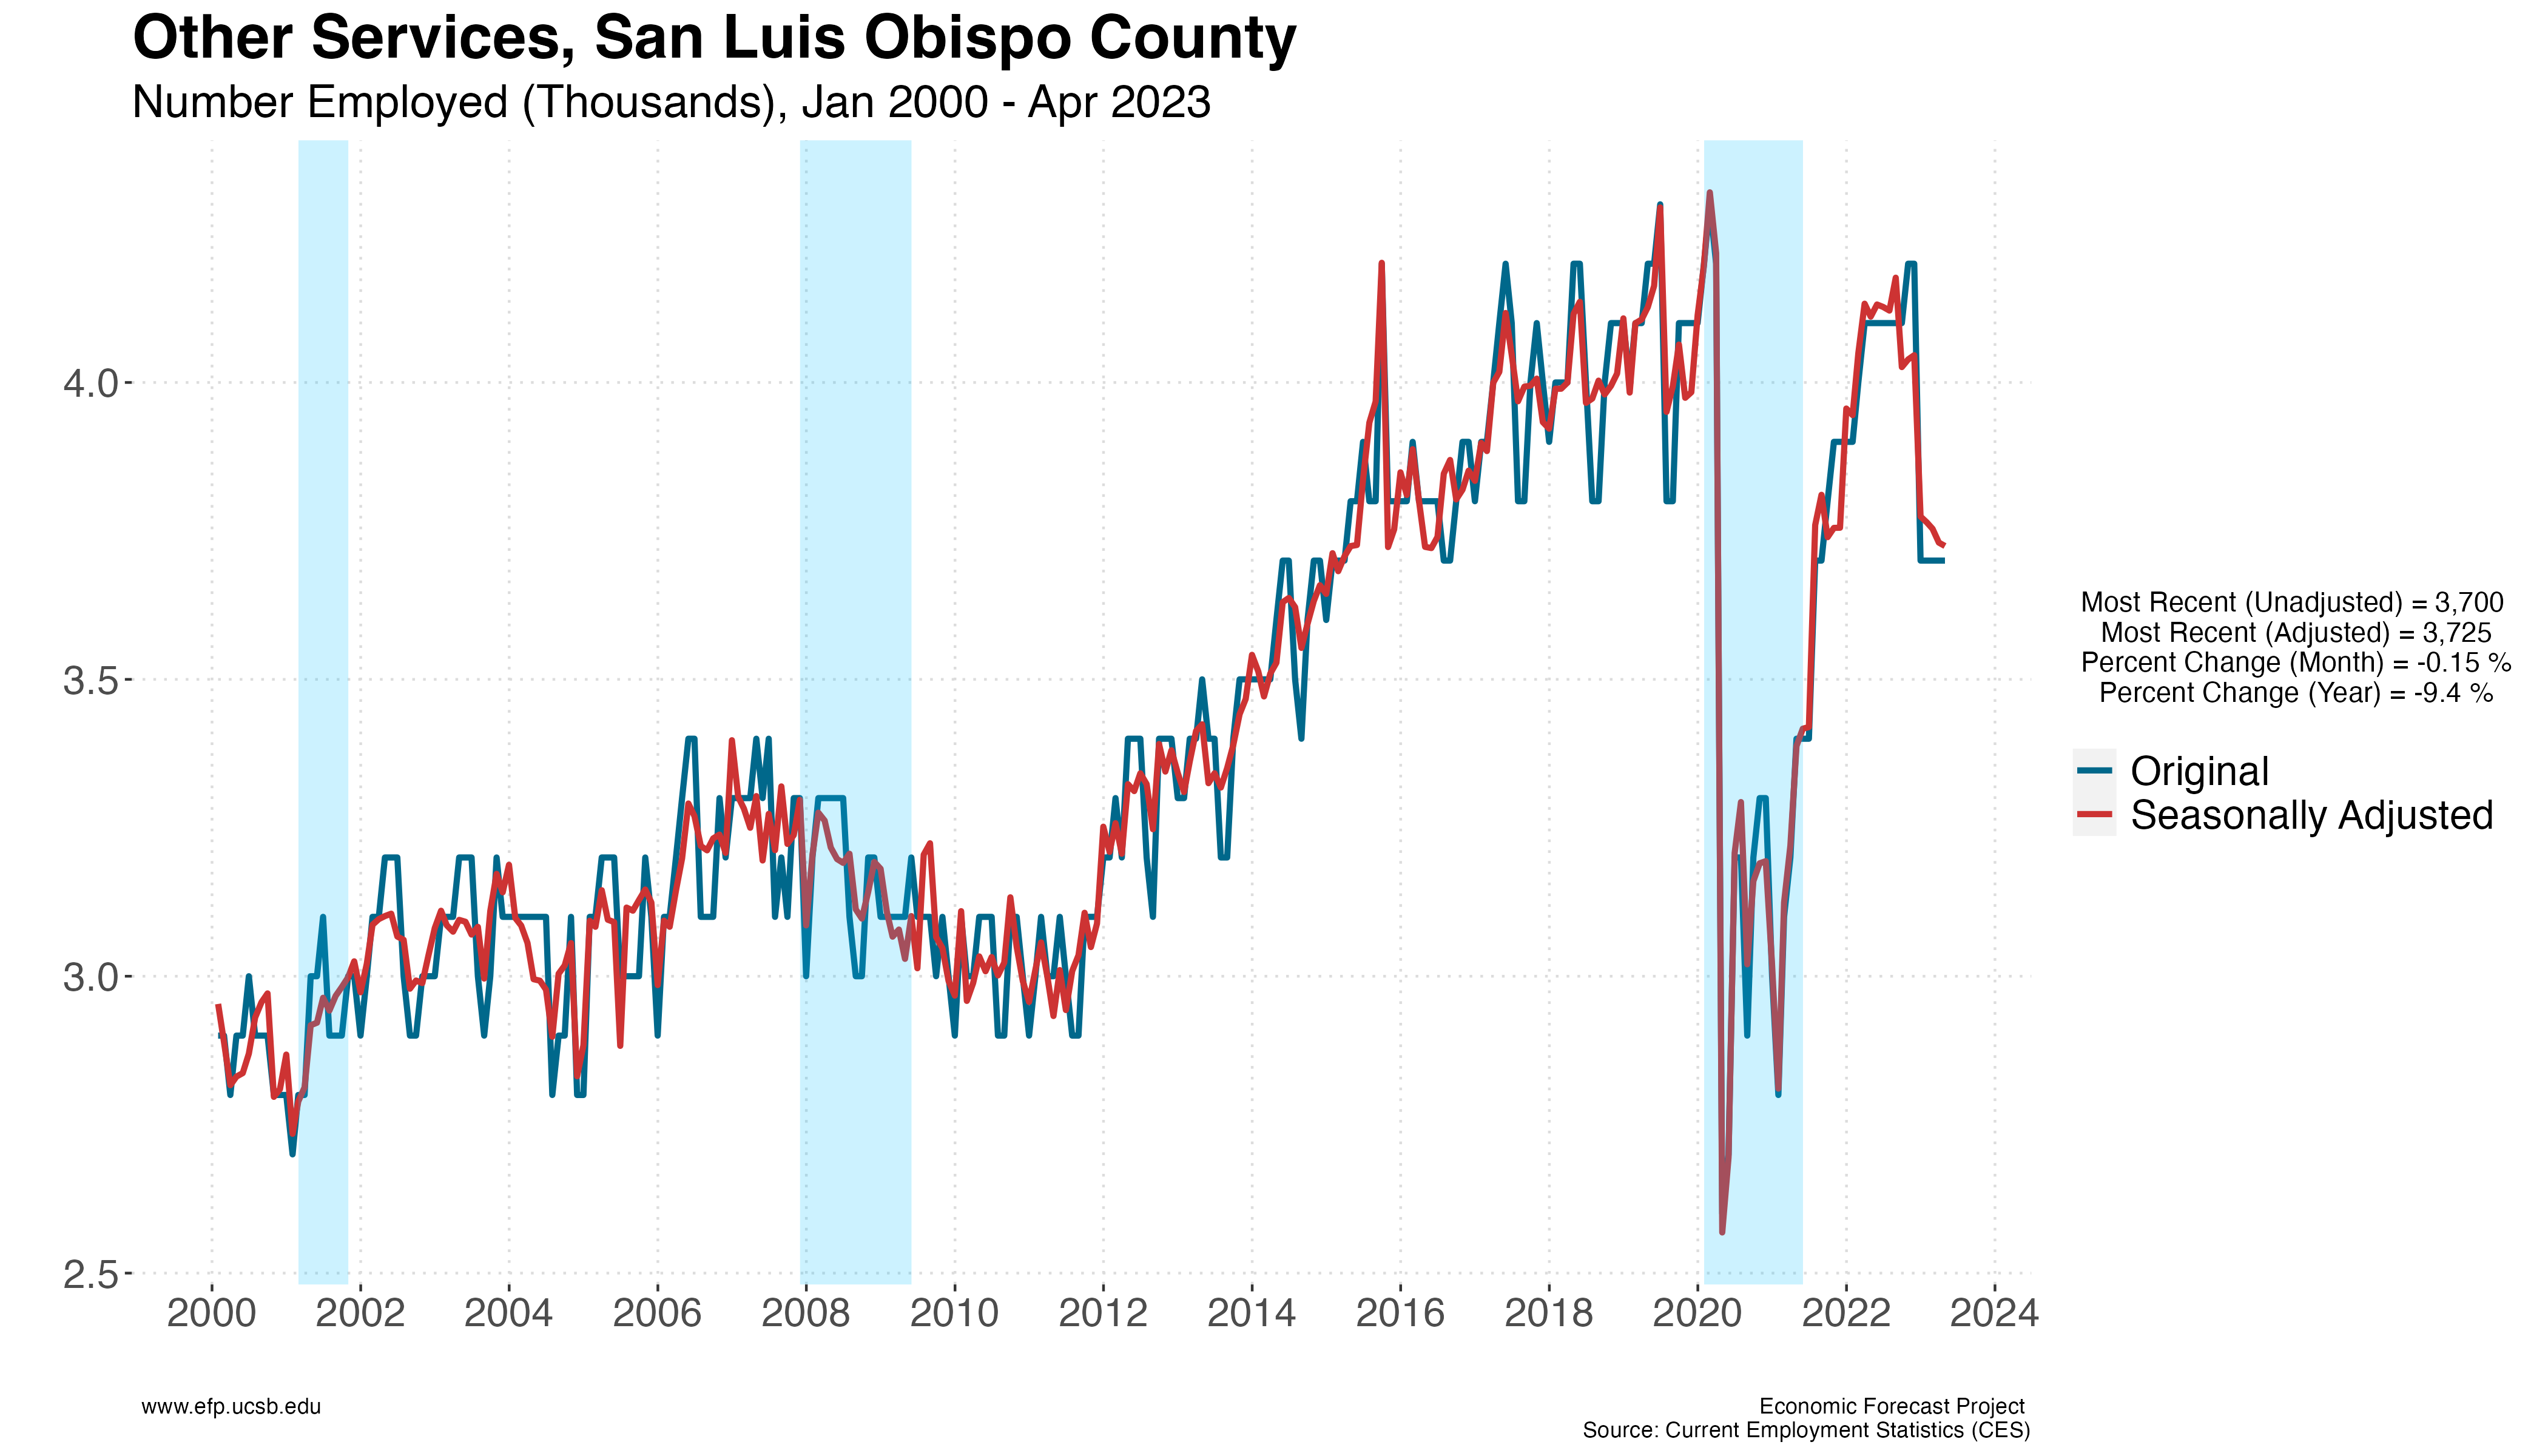 Other Services, San Luis Obispo County
Number Employed (Thousands), Jan 2000 - Apr 2023
4.0
3.5
3.0
2.5
2000 2002 2004 2006 2008 2010 2012 2014 2016 2018 2020 2022 2024
Most Recent (Unadjusted) = 3,700
Most Recent (Adjusted) = 3,725
Percent Change (Month) = -0.15 %
Percent Change (Year) = -9.4 %
Original
Seasonally Adjusted
www.efp.ucsb.edu
Economic Forecast Project
Source: Current Employment Statistics (CES)